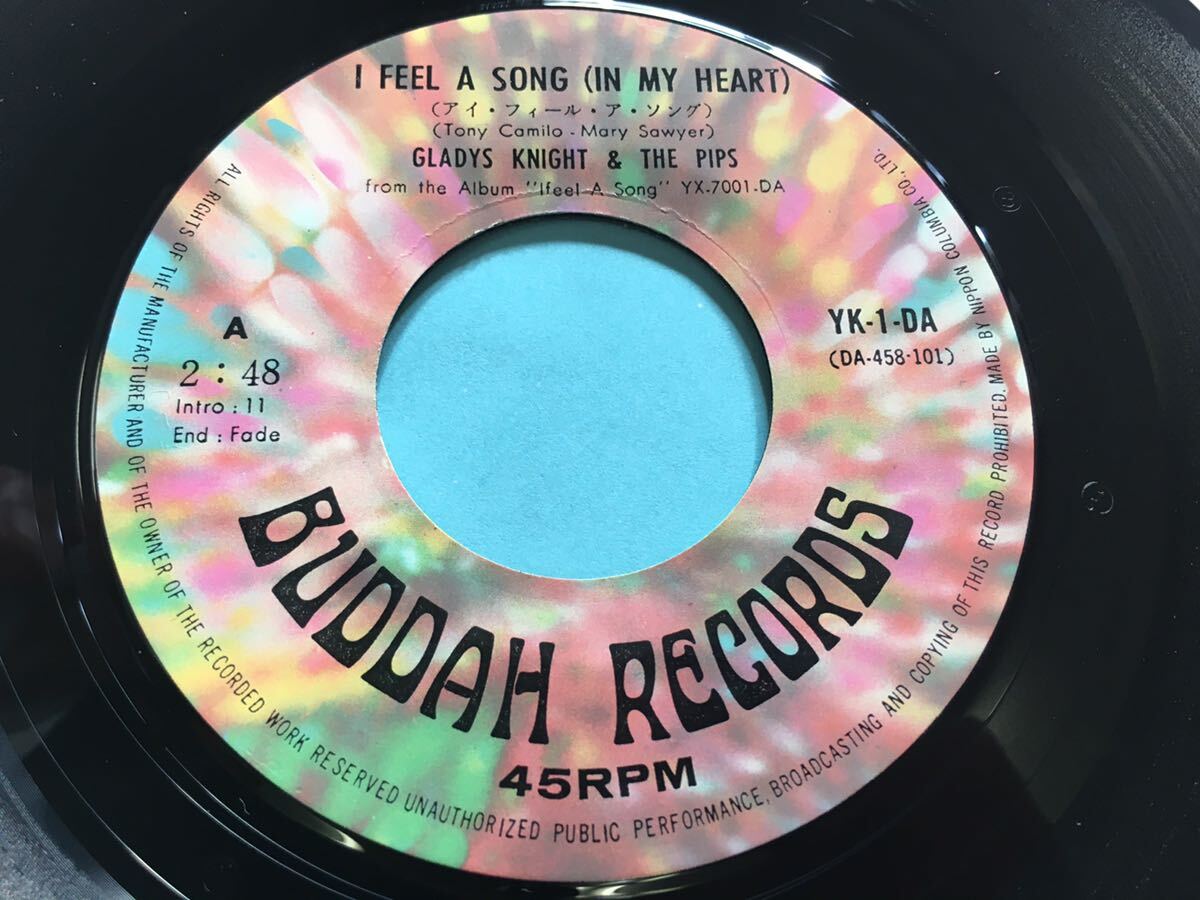 I FEEL A SONG (IN MY HEART)
(アイ・フィール・ア・ソング)
(Tony Camilo - Mary Sawyer)
GLADYS KNIGHT & THE PIPS
from the Album "Ifeel A Song" YX-7001-DA
A
2 : 48
Intro : 11
End : Fade
YK-1-DA
(DA-458-101)
BUDDAH RECORDS
45RPM
ALL RIGHTS OF THE MANUFACTURER AND OF THE OWNER OF THE RECORDED WORK RESERVED UNAUTHORIZED PUBLIC PERFORMANCE, BROADCASTING AND COPYING OF THIS RECORD PROHIBITED. MADE BY NIPPON COLUMBIA CO., LTD.